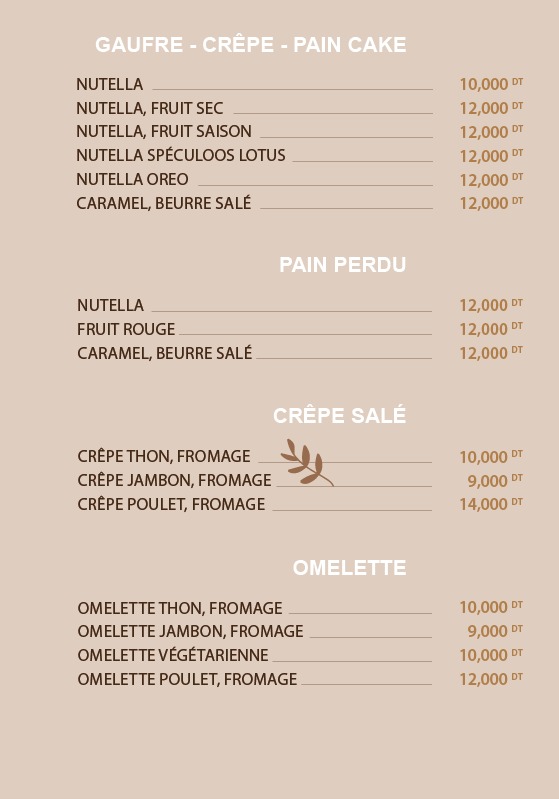 GAUFRE - CRÊPE - PAIN CAKE
NUTELLA 10,000 DT
NUTELLA, FRUIT SEC 12,000 DT
NUTELLA, FRUIT SAISON 12,000 DT
NUTELLA SPÉCULOOS LOTUS 12,000 DT
NUTELLA OREO 12,000 DT
CARAMEL, BEURRE SALÉ 12,000 DT
PAIN PERDU
NUTELLA 12,000 DT
FRUIT ROUGE 12,000 DT
CARAMEL, BEURRE SALÉ 12,000 DT
CRÊPE SALÉ
CRÊPE THON, FROMAGE 10,000 DT
CRÊPE JAMBON, FROMAGE 9,000 DT
CRÊPE POULET, FROMAGE 14,000 DT
OMELETTE
OMELETTE THON, FROMAGE 10,000 DT
OMELETTE JAMBON, FROMAGE 9,000 DT
OMELETTE VÉGÉTARIENNE 10,000 DT
OMELETTE POULET, FROMAGE 12,000 DT